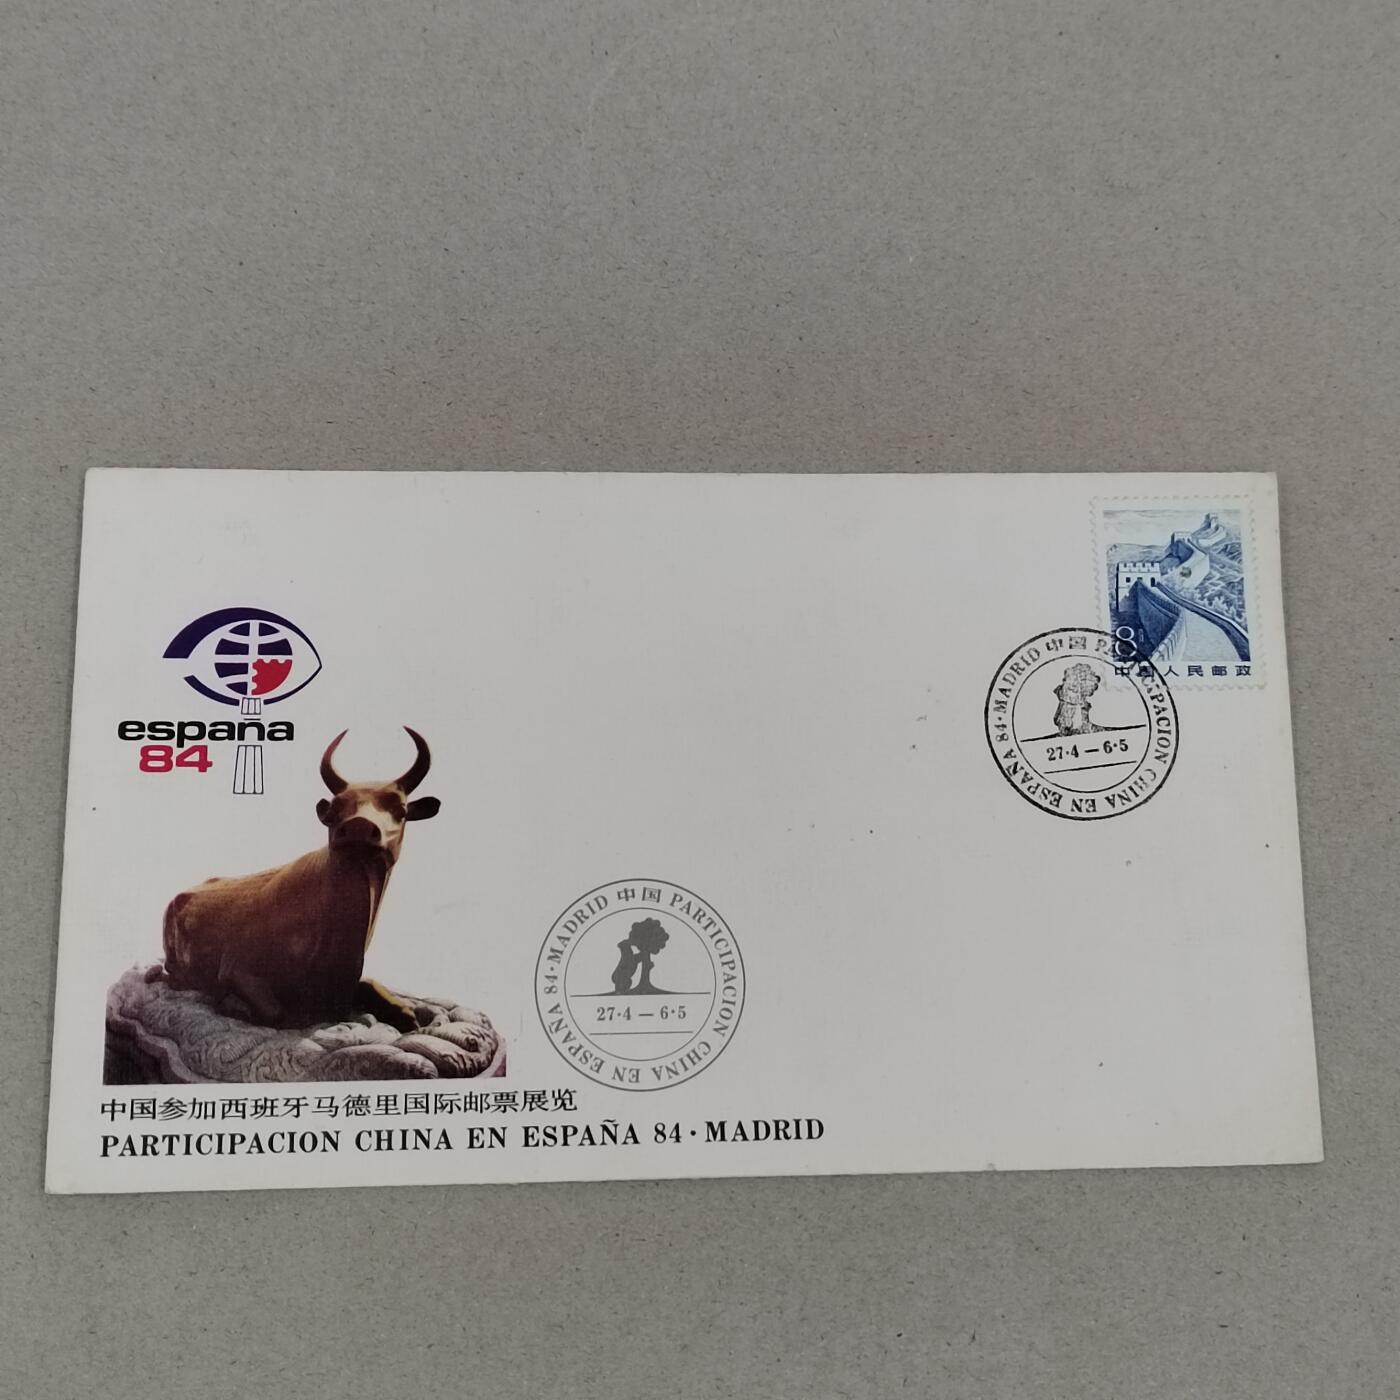 españa
84
8
中国人民邮政
MADRID 中国 PARTICIPACION CHINA EN ESPAÑA 84·
27·4 — 6·5
MADRID 中国 PARTICIPACION CHINA EN ESPAÑA 84·
27·4 — 6·5
中国参加西班牙马德里国际邮票展览
PARTICIPACION CHINA EN ESPAÑA 84·MADRID